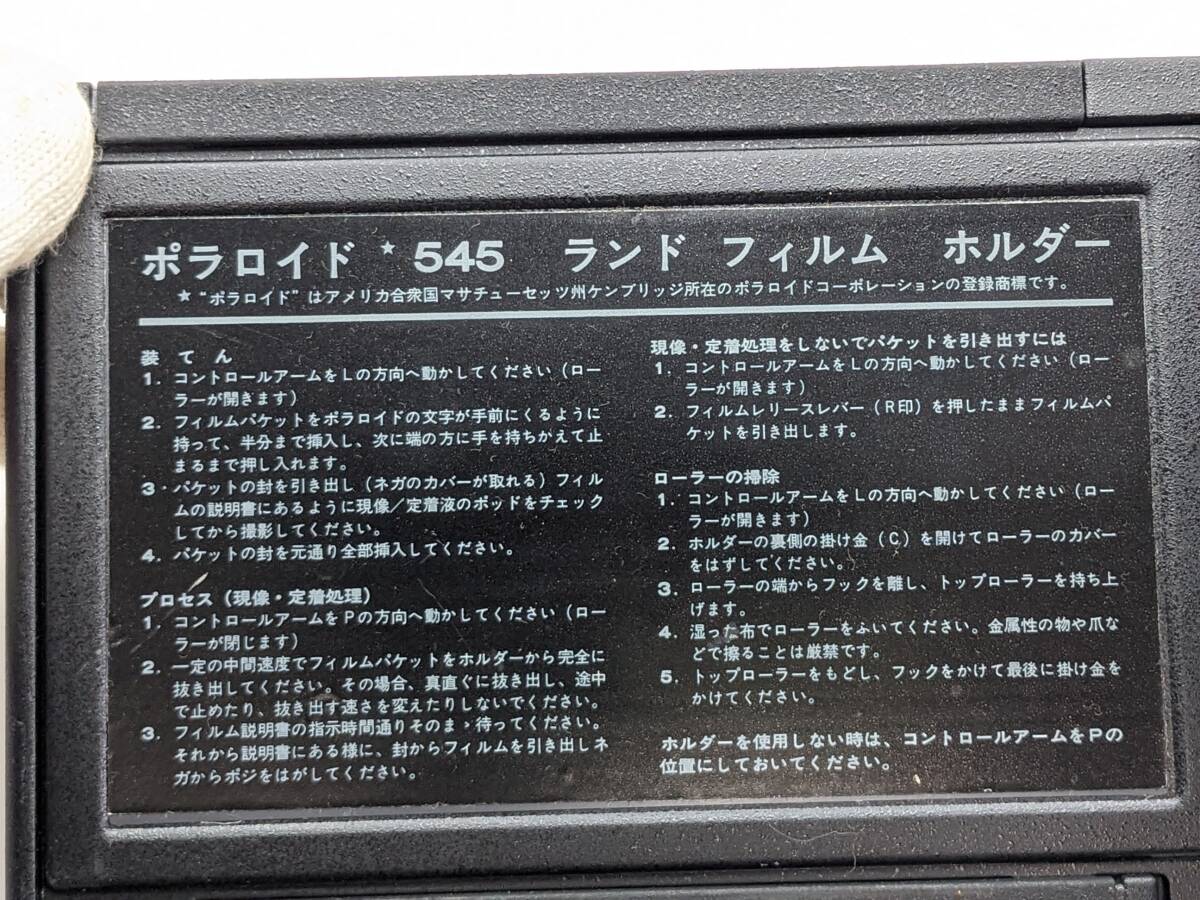 ポラロイド★545 ランド フィルム ホルダー
★“ポラロイド”はアメリカ合衆国マサチューセッツ州ケンブリッジ所在のポラロイドコーポレーションの登録商標です。
装てん
1. コントロールアームをLの方向へ動かしてください（ロー
ラーが開きます）
2. フィルムパケットをポラロイドの文字が手前にくるように
持って、半分まで挿入し、次に端の方に手を持ちかえて止
まるまで押し入れます。
3. パケットの封を引き出し（ネガのカバーが取れる）フィル
ムの説明書にあるように現像／定着液のポッドをチェック
してから撮影してください。
4. パケットの封を元通り全部挿入してください。
プロセス（現像・定着処理）
1. コントロールアームをPの方向へ動かしてください（ロー
ラーが閉じます）
2. 一定の中間速度でフィルムパケットをホルダーから完全に
抜き出してください。その場合、真直ぐに抜き出し、途中
で止めたり、抜き出す速さを変えたりしないでください。
3. フィルム説明書の指示時間通りそのまゝ待ってください。
それから説明書にある様に、封からフィルムを引き出しネ
ガからポジをはがしてください。
現像・定着処理をしないでパケットを引き出すには
1. コントロールアームをLの方向へ動かしてください（ロー
ラーが開きます）
2. フィルムレリースレバー（R印）を押したままフィルムパ
ケットを引き出します。
ローラーの掃除
1. コントロールアームをLの方向へ動かしてください（ロー
ラーが開きます）
2. ホルダーの裏側の掛け金（C）を開けてローラーのカバー
をはずしてください。
3. ローラーの端からフックを離し、トップローラーを持ち上
げます。
4. 湿った布でローラーをふいてください。金属性の物や爪な
どで擦ることは厳禁です。
5. トップローラーをもどし、フックをかけて最後に掛け金を
かけてください。
ホルダーを使用しない時は、コントロールアームをPの
位置にしておいてください。